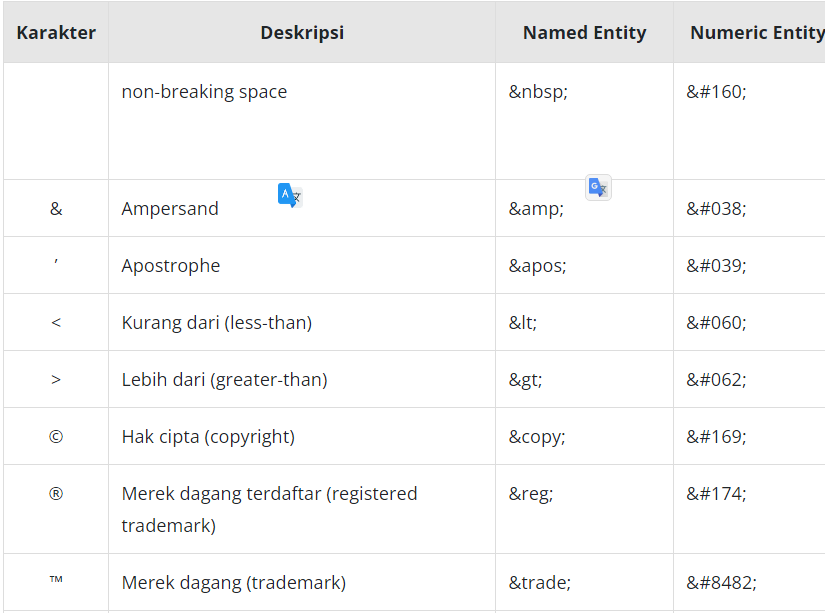 Karakter Deskripsi Named Entity Numeric Entity
non-breaking space &nbsp; &#160;
& Ampersand &amp; &#038;
’ Apostrophe &apos; &#039;
< Kurang dari (less-than) &lt; &#060;
> Lebih dari (greater-than) &gt; &#062;
© Hak cipta (copyright) &copy; &#169;
® Merek dagang terdaftar (registered &reg; &#174;
trademark)
™ Merek dagang (trademark) &trade; &#8482;